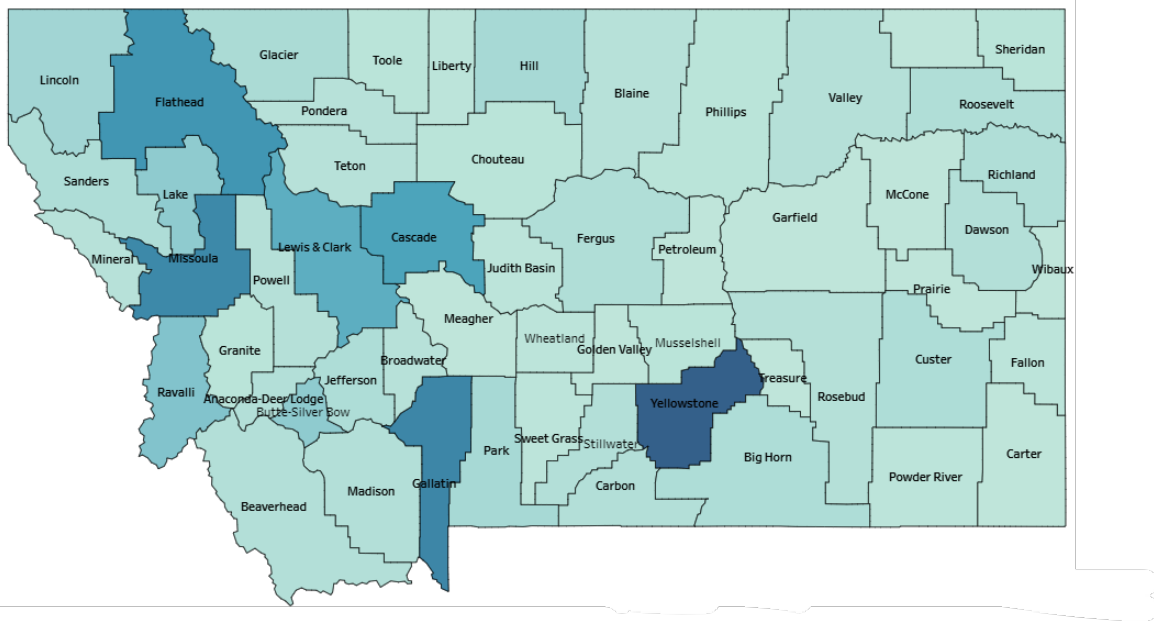 Sheridan
Glacier
Toole
Liberty
Hill
Lincoln
Blaine
Valley
Flathead
Roosevelt
Pondera
Phillips
Chouteau
Teton
Richland
Sanders
Lake
McCone
Garfield
Dawson
Cascade
Fergus
Lewis & Clark
Petroleum
Mineral
Missoula
Judith Basin
Wibaux
Powell
Prairie
Meagher
Wheatland
Musselshell
Granite
Golden Valley
Broadwater
Custer
Fallon
Jefferson
Treasure
Ravalli
Rosebud
Anaconda-Deer Lodge
Yellowstone
Butte-Silver Bow
Sweet Grass
Stillwater
Park
Carter
Big Horn
Powder River
Gallatin
Carbon
Madison
Beaverhead